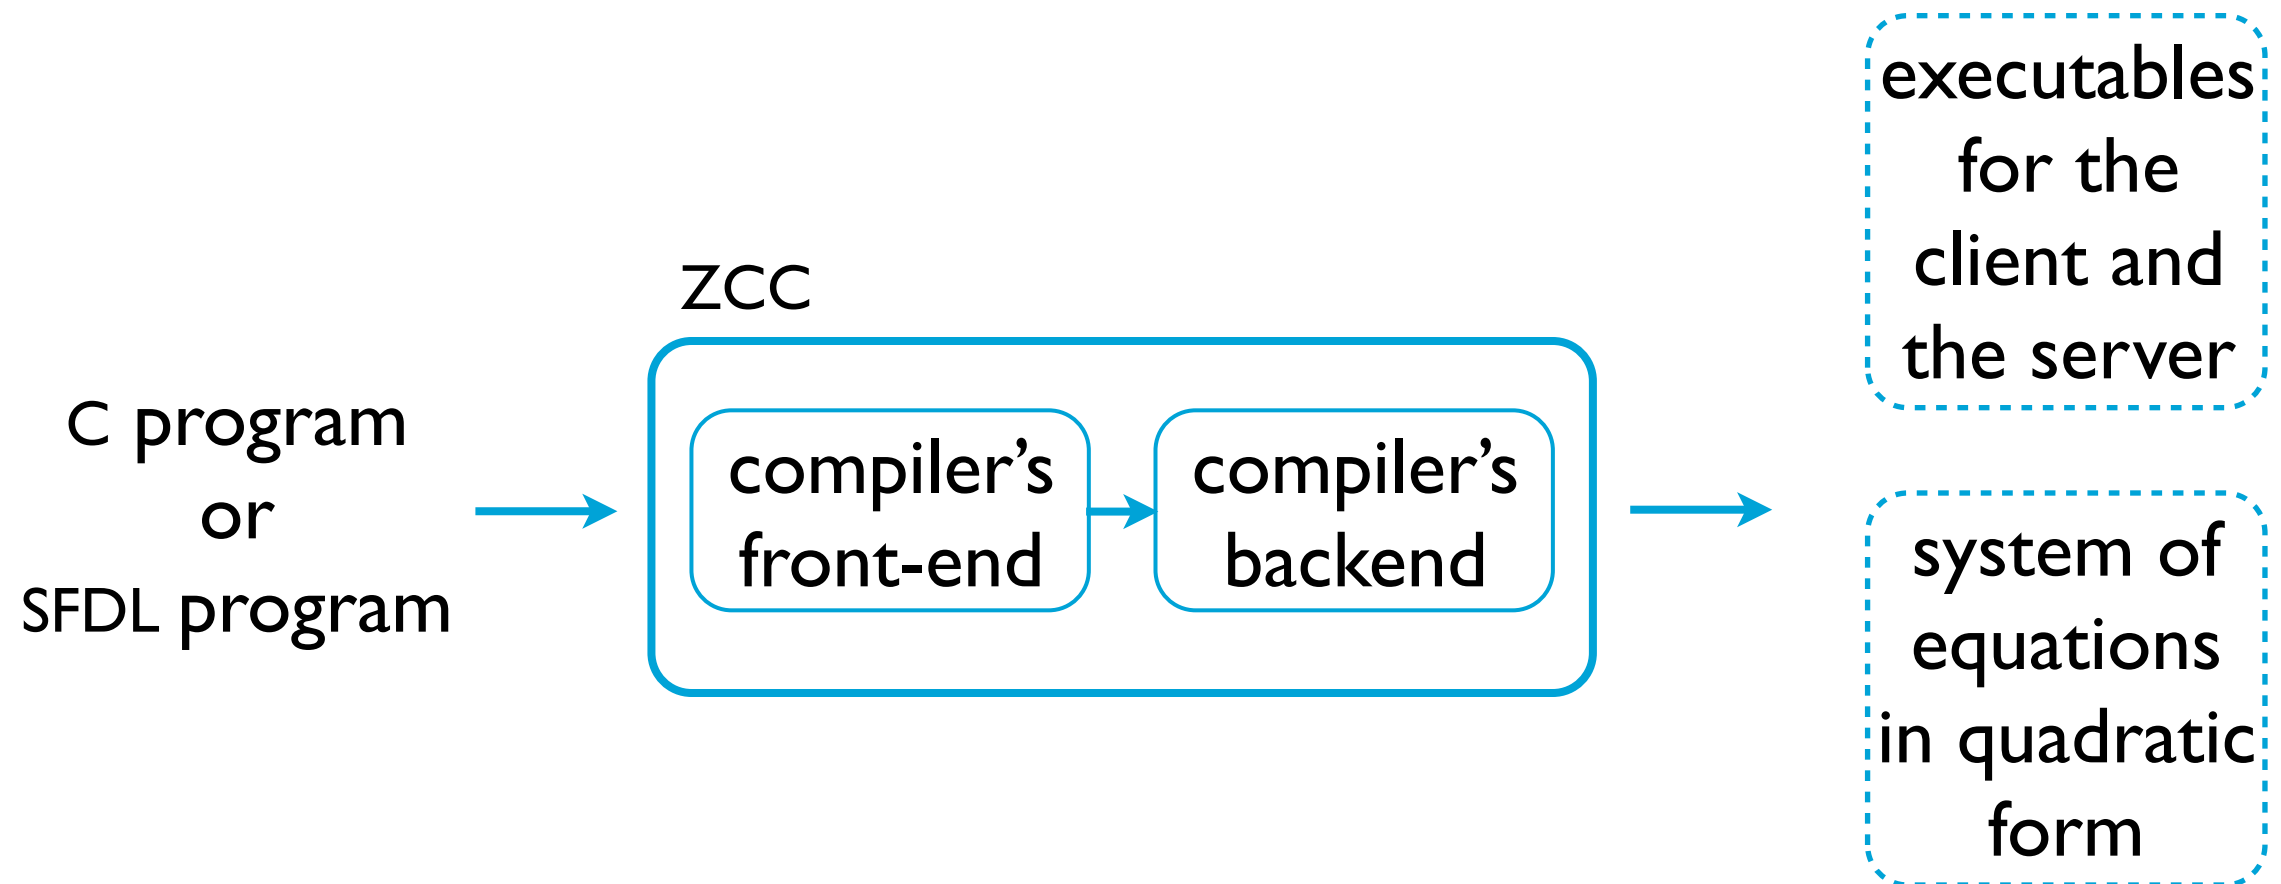 C program
or
SFDL program
ZCC
compiler’s
front-end
compiler’s
backend
executables
for the
client and
the server
system of
equations
in quadratic
form